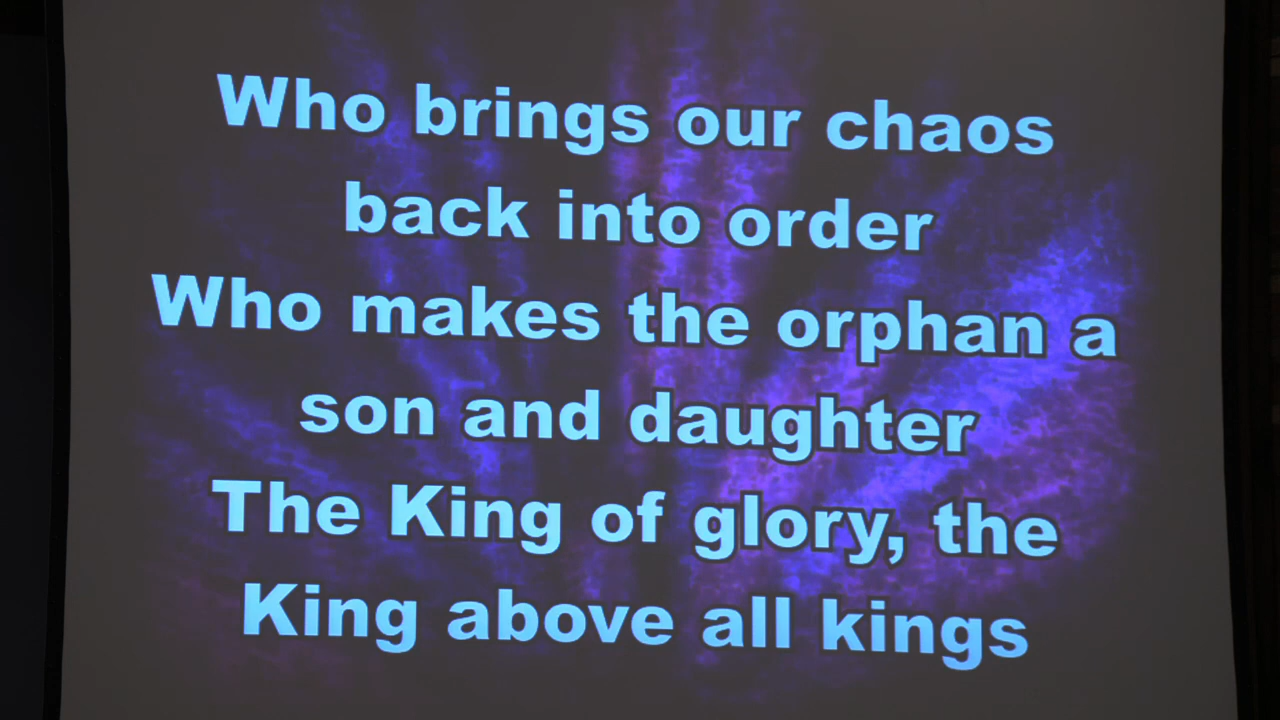 Who brings our chaos
back into order
Who makes the orphan a
son and daughter
The King of glory, the
King above all kings